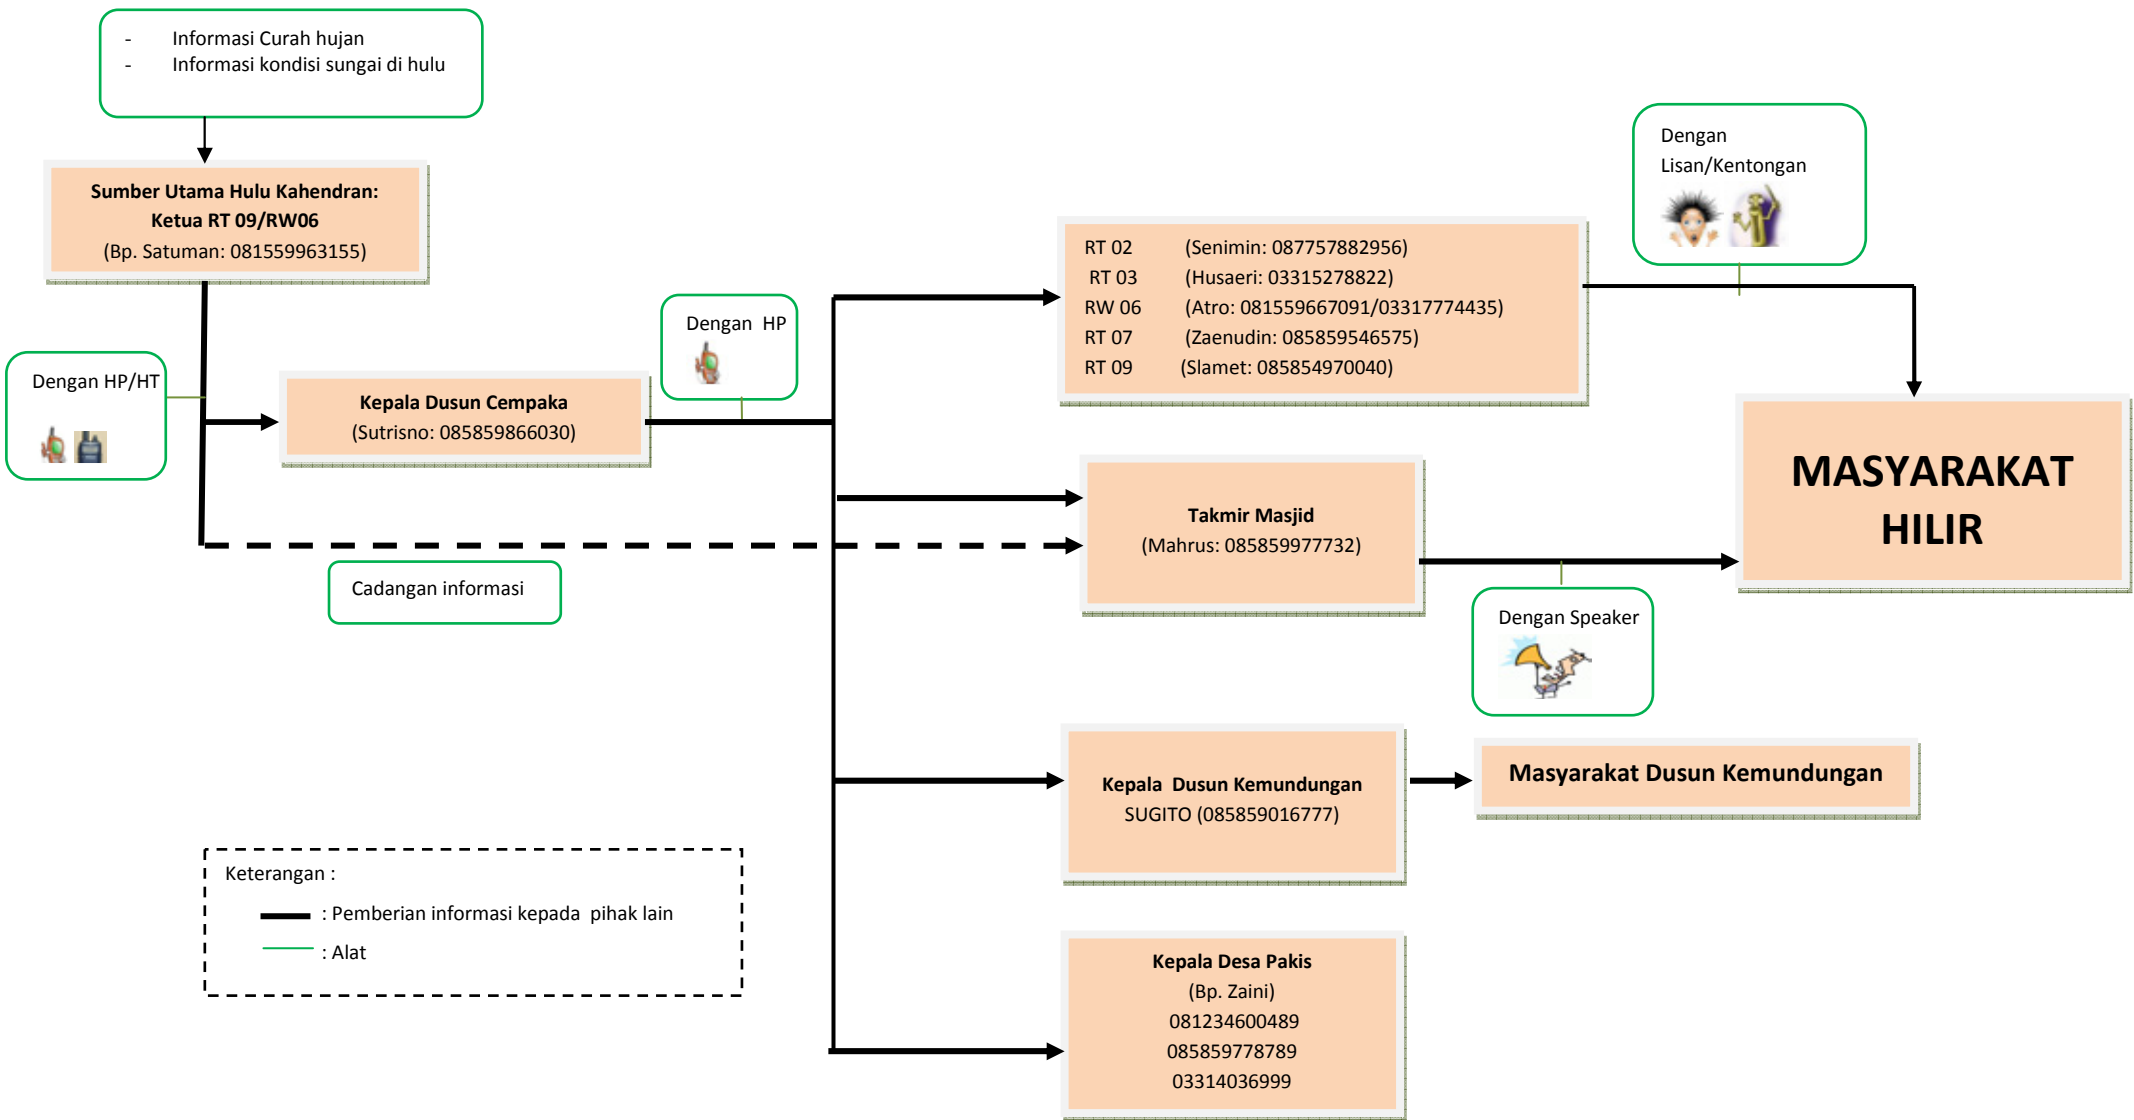 - Informasi Curah hujan
- Informasi kondisi sungai di hulu
Sumber Utama Hulu Kahendran:
Ketua RT 09/RW06
(Bp. Satuman: 081559963155)
Dengan HP/HT
Kepala Dusun Cempaka
(Sutrisno: 085859866030)
Dengan HP
Cadangan informasi
RT 02 (Senimin: 087757882956)
RT 03 (Husaeri: 03315278822)
RW 06 (Atro: 081559667091/03317774435)
RT 07 (Zaenudin: 085859546575)
RT 09 (Slamet: 085854970040)
Dengan
Lisan/Kentongan
Takmir Masjid
(Mahrus: 085859977732)
MASYARAKAT
HILIR
Dengan Speaker
Kepala Dusun Kemundungan
SUGITO (085859016777)
Masyarakat Dusun Kemundungan
Kepala Desa Pakis
(Bp. Zaini)
081234600489
085859778789
03314036999
Keterangan :
: Pemberian informasi kepada pihak lain
: Alat